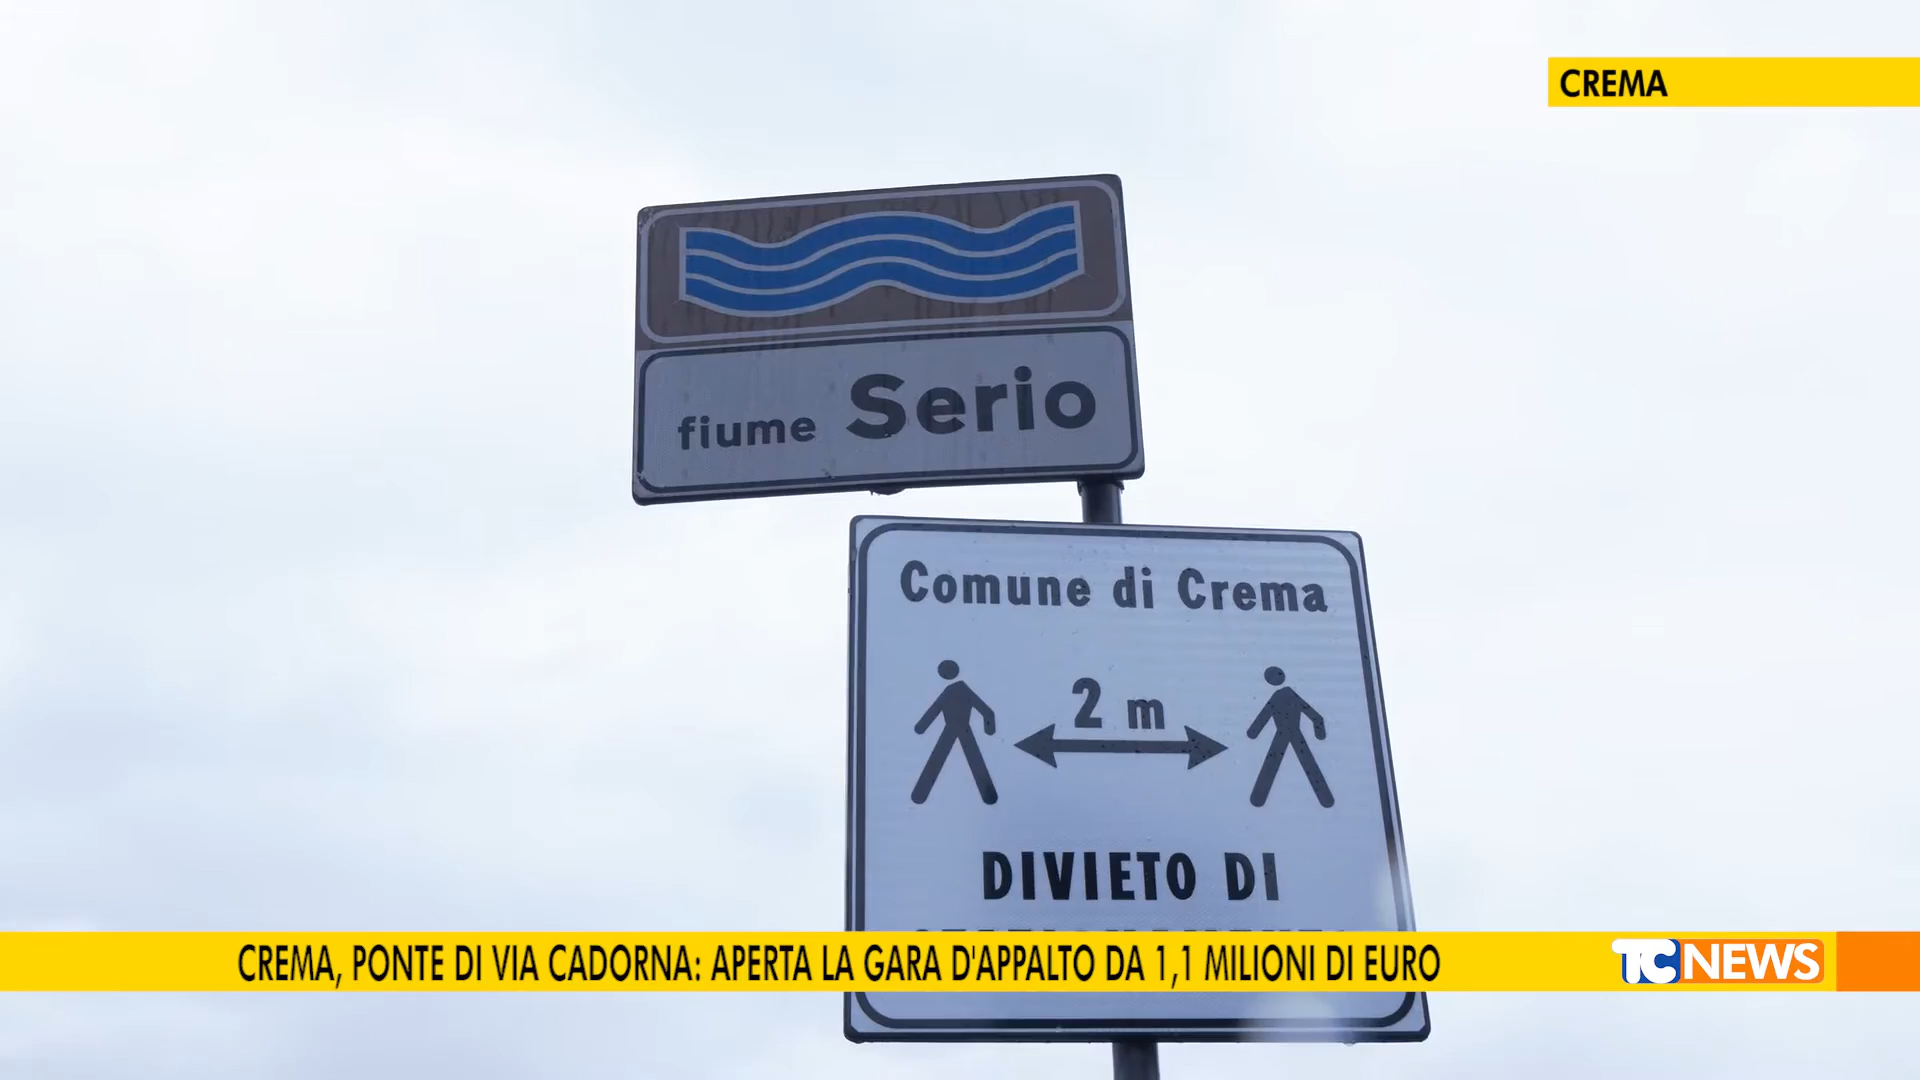 CREMA
fiume Serio
Comune di Crema
2 m
DIVIETO DI
CREMA, PONTE DI VIA CADORNA: APERTA LA GARA D'APPALTO DA 1,1 MILIONI DI EURO
TC NEWS